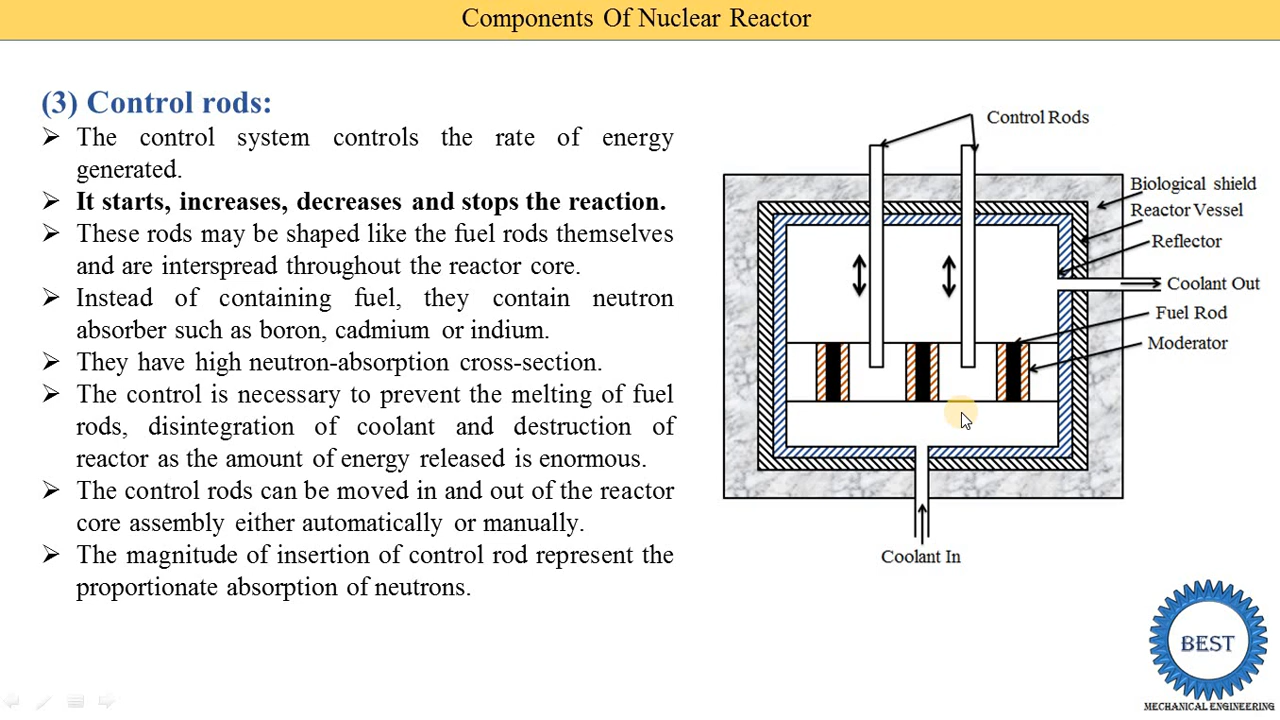 Components Of Nuclear Reactor
(3) Control rods:
➢ The control system controls the rate of energy
generated.
➢ It starts, increases, decreases and stops the reaction.
➢ These rods may be shaped like the fuel rods themselves
and are interspread throughout the reactor core.
➢ Instead of containing fuel, they contain neutron
absorber such as boron, cadmium or indium.
➢ They have high neutron-absorption cross-section.
➢ The control is necessary to prevent the melting of fuel
rods, disintegration of coolant and destruction of
reactor as the amount of energy released is enormous.
➢ The control rods can be moved in and out of the reactor
core assembly either automatically or manually.
➢ The magnitude of insertion of control rod represent the
proportionate absorption of neutrons.
Control Rods
Biological shield
Reactor Vessel
Reflector
Coolant Out
Fuel Rod
Moderator
Coolant In
BEST
MECHANICAL ENGINEERING